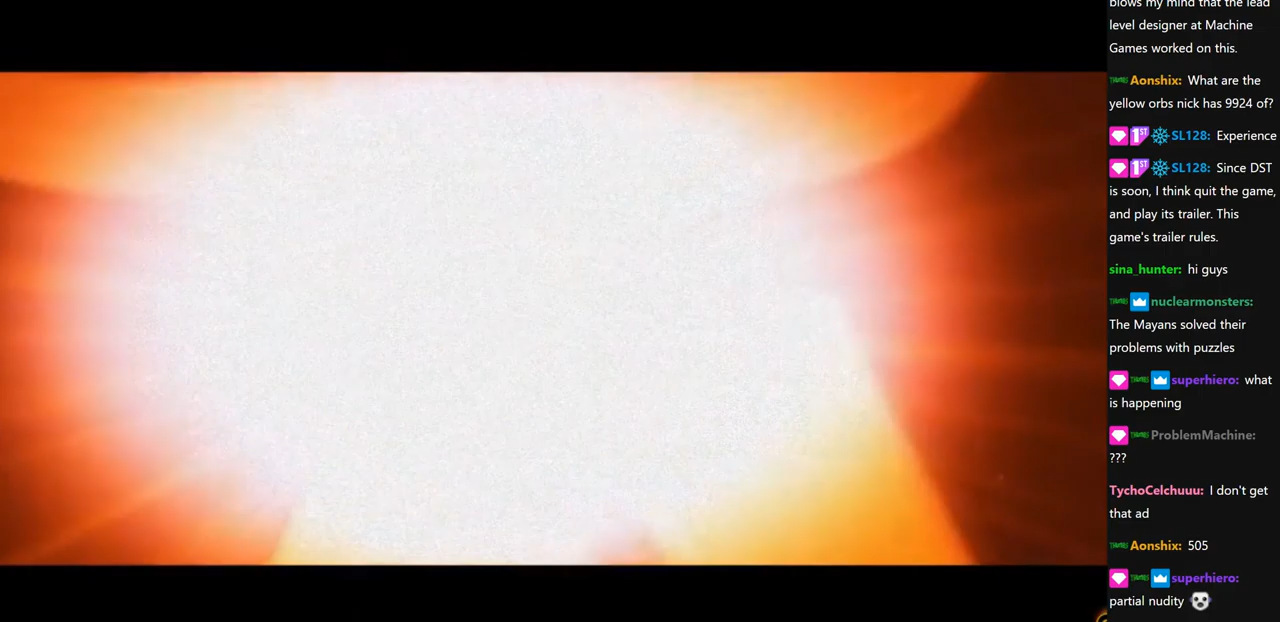 blows my mind that the lead
level designer at Machine
Games worked on this.
Aonshix: What are the
yellow orbs nick has 9924 of?
1ST SL128: Experience
1ST SL128: Since DST
is soon, I think quit the game,
and play its trailer. This
game's trailer rules.
sina_hunter: hi guys
nuclearmonsters:
The Mayans solved their
problems with puzzles
superhiero: what
is happening
ProblemMachine:
???
TychoCelchuuu: I don't get
that ad
Aonshix: 505
superhiero:
partial nudity